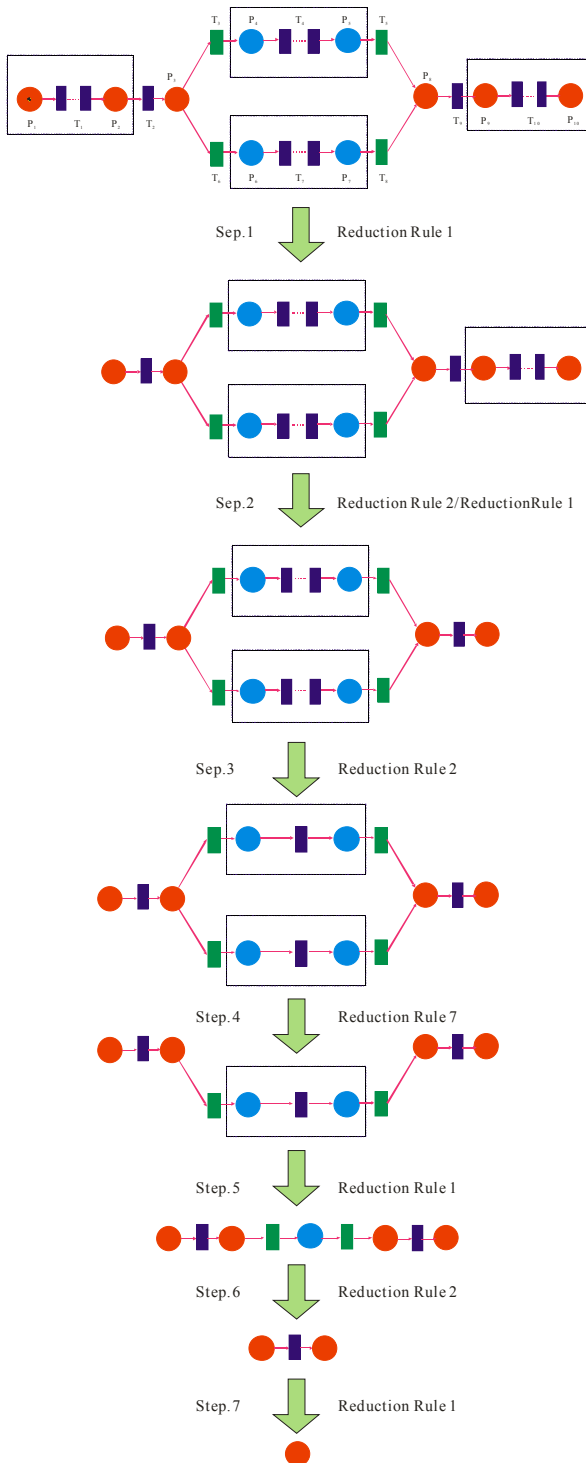 T₃ P₄ T₄ P₅ T₅
P₃ P₈
P₁ T₁ P₂ T₂ T₉ P₉ T₁₀ P₁₀
T₆ P₆ T₇ P₇ T₈
Sep.1 Reduction Rule 1
Sep.2 Reduction Rule 2/ReductionRule 1
Sep.3 Reduction Rule 2
Step.4 Reduction Rule 7
Step.5 Reduction Rule 1
Step.6 Reduction Rule 2
Step.7 Reduction Rule 1